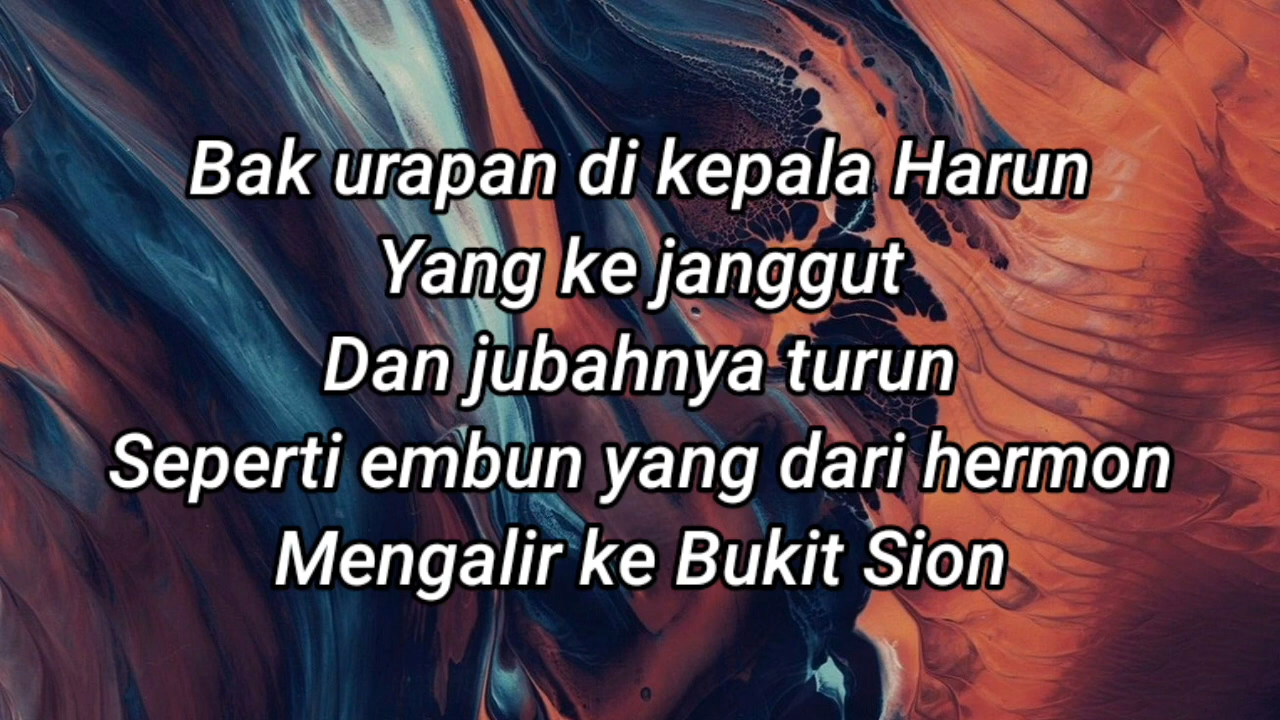 Bak urapan di kepala Harun
Yang ke janggut
Dan jubahnya turun
Seperti embun yang dari hermon
Mengalir ke Bukit Sion